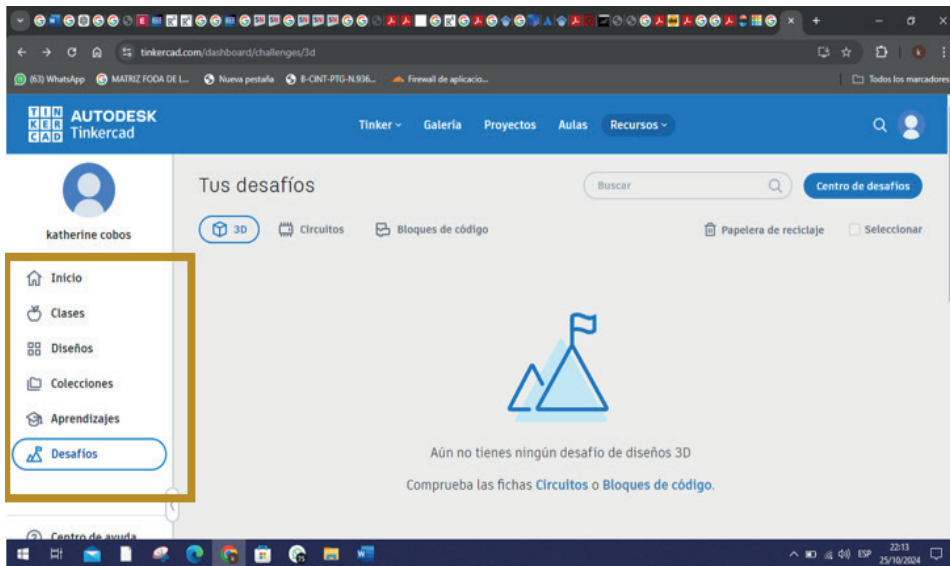 tinkercad.com/dashboard/challenges/3d
(63) WhatsApp MATRIZ FODA DE L... Nueva pestaña B-CINT-PTG-N.936... Firewall de aplicacio... Todos los marcadores
TIN KER CAD AUTODESK Tinkercad
Tinker Galería Proyectos Aulas Recursos
katherine cobos
Inicio
Clases
Diseños
Colecciones
Aprendizajes
Desafíos
Centro de ayuda
Tus desafíos Buscar Centro de desafíos
3D Circuitos Bloques de código Papelera de reciclaje Seleccionar
Aún no tienes ningún desafío de diseños 3D
Comprueba las fichas Circuitos o Bloques de código.
ESP 22:13
25/10/2024